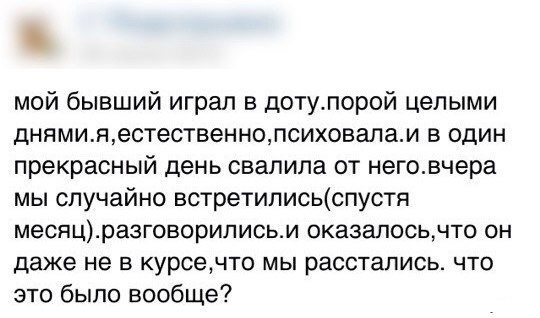 мой бывший играл в доту.порой целыми
днями.я,естественно,психовала.и в один
прекрасный день свалила от него.вчера
мы случайно встретились(спустя
месяц).разговорились.и оказалось,что он
даже не в курсе,что мы расстались. что
это было вообще?